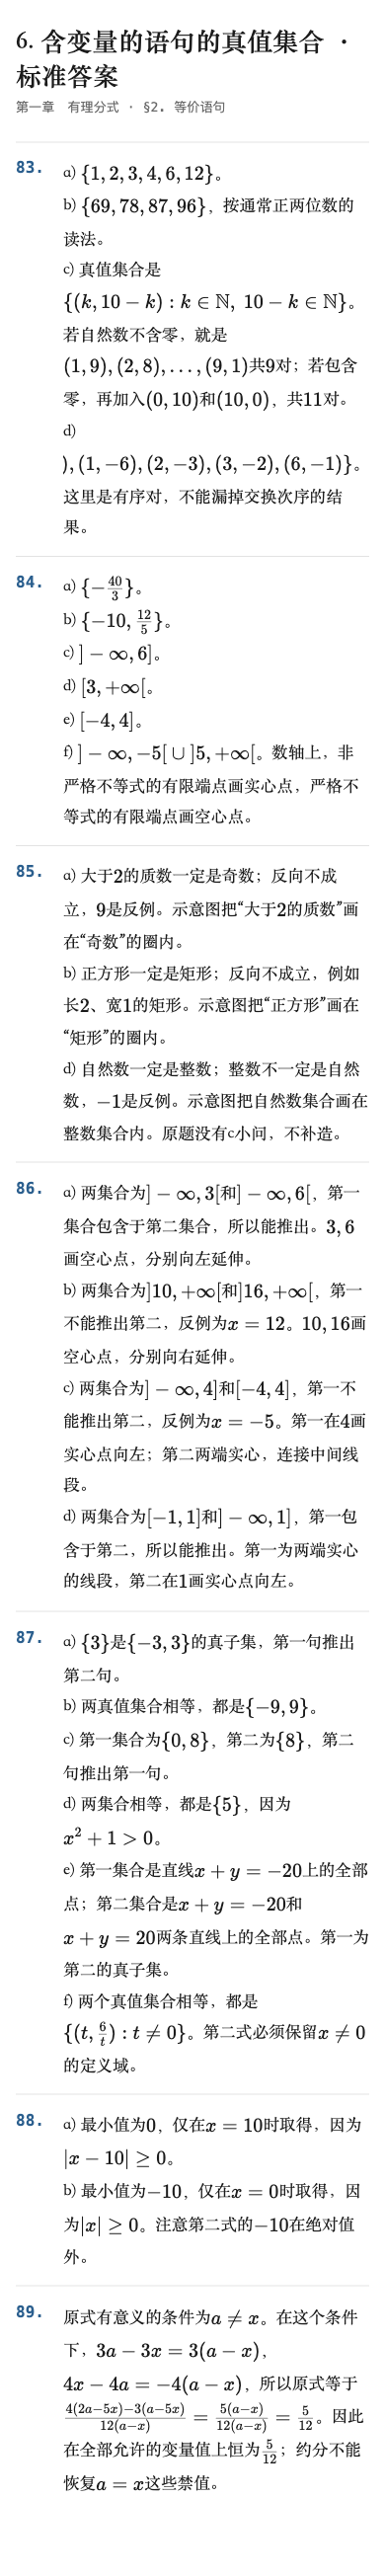 6. 含变量的语句的真值集合 ·
标准答案
第一章 有理分式 · §2. 等价语句
83. a) {1, 2, 3, 4, 6, 12}。
b) {69, 78, 87, 96}，按通常正两位数的
读法。
c) 真值集合是
{(k, 10 − k) : k ∈ ℕ, 10 − k ∈ ℕ}。
若自然数不含零，就是
(1, 9), (2, 8), . . . , (9, 1)共9对；若包含
零，再加入(0, 10)和(10, 0)，共11对。
d)
), (1, −6), (2, −3), (3, −2), (6, −1)}。
这里是有序对，不能漏掉交换次序的结
果。
84. a) {−40/3}。
b) {−10, 12/5}。
c) ] − ∞, 6]。
d) [3, +∞[。
e) [−4, 4]。
f) ] − ∞, −5[ ∪ ]5, +∞[。数轴上，非
严格不等式的有限端点画实心点，严格不
等式的有限端点画空心点。
85. a) 大于2的质数一定是奇数；反向不成
立，9是反例。示意图把“大于2的质数”画
在“奇数”的圈内。
b) 正方形一定是矩形；反向不成立，例如
长2、宽1的矩形。示意图把“正方形”画在
“矩形”的圈内。
d) 自然数一定是整数；整数不一定是自然
数，−1是反例。示意图把自然数集合画在
整数集合内。原题没有c小问，不补造。
86. a) 两集合为] − ∞, 3[和] − ∞, 6[，第一
集合包含于第二集合，所以能推出。3, 6
画空心点，分别向左延伸。
b) 两集合为]10, +∞[和]16, +∞[，第一
不能推出第二，反例为x = 12。10, 16画
空心点，分别向右延伸。
c) 两集合为] − ∞, 4]和[−4, 4]，第一不
能推出第二，反例为x = −5。第一在4画
实心点向左；第二两端实心，连接中间线
段。
d) 两集合为[−1, 1]和] − ∞, 1]，第一包
含于第二，所以能推出。第一为两端实心
的线段，第二在1画实心点向左。
87. a) {3}是{−3, 3}的真子集，第一句推出
第二句。
b) 两真值集合相等，都是{−9, 9}。
c) 第一集合为{0, 8}，第二为{8}，第二
句推出第一句。
d) 两集合相等，都是{5}，因为
x² + 1 > 0。
e) 第一集合是直线x + y = −20上的全部
点；第二集合是x + y = −20和
x + y = 20两条直线上的全部点。第一为
第二的真子集。
f) 两个真值集合相等，都是
{(t, 6/t) : t ≠ 0}。第二式必须保留x ≠ 0
的定义域。
88. a) 最小值为0，仅在x = 10时取得，因为
|x − 10| ≥ 0。
b) 最小值为−10，仅在x = 0时取得，因
为|x| ≥ 0。注意第二式的−10在绝对值
外。
89. 原式有意义的条件为a ≠ x。在这个条件
下，3a − 3x = 3(a − x)，
4x − 4a = −4(a − x)，所以原式等于
4(2a−5x)−3(a−5x)/12(a−x) = 5(a−x)/12(a−x) = 5/12。因此
在全部允许的变量值上恒为5/12；约分不能
恢复a = x这些禁值。